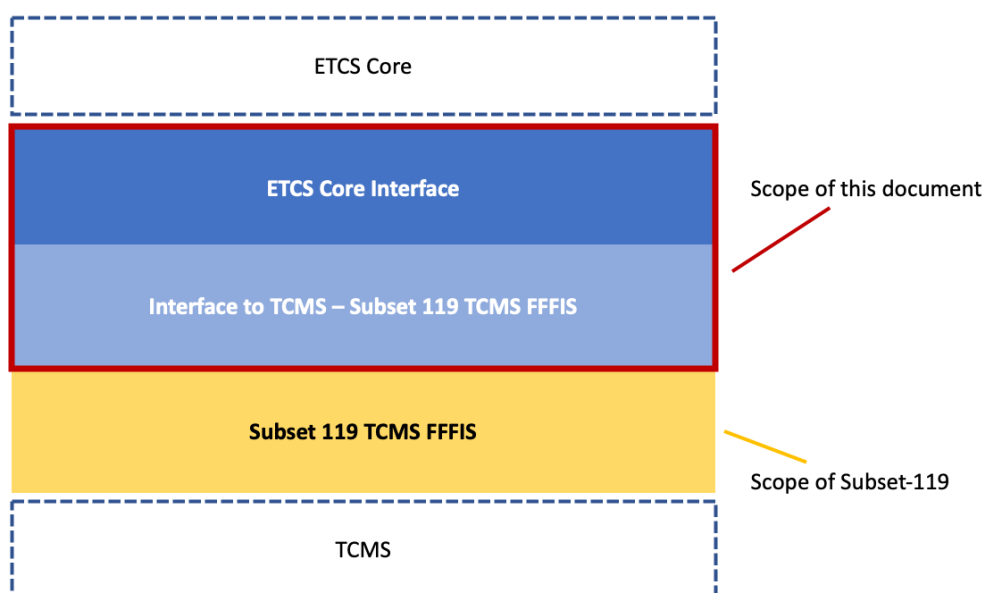 ETCS Core
ETCS Core Interface
Scope of this document
Interface to TCMS – Subset 119 TCMS FFFIS
Subset 119 TCMS FFFIS
Scope of Subset-119
TCMS